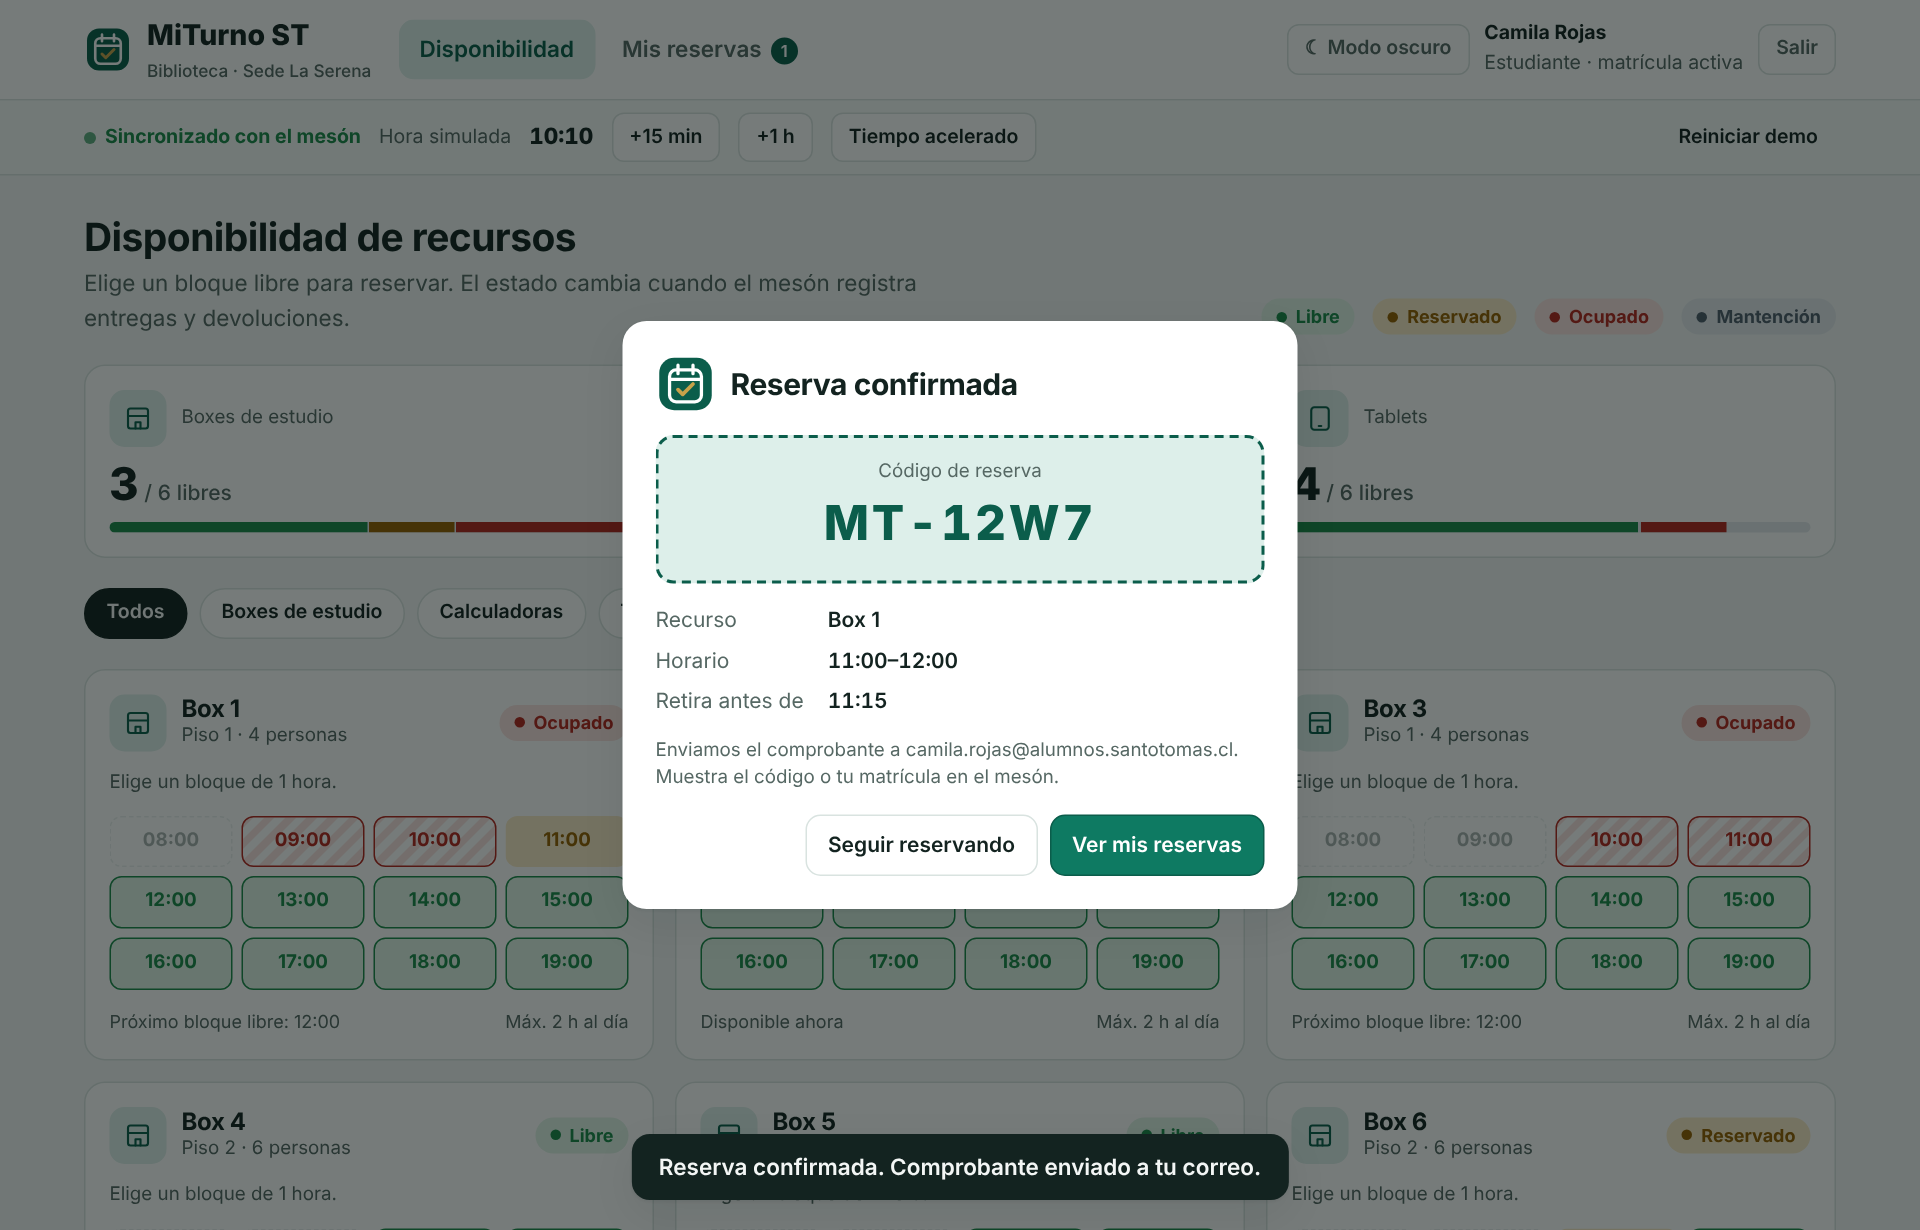 MiTurno ST
Biblioteca · Sede La Serena
Disponibilidad
Mis reservas 1
Modo oscuro
Camila Rojas
Estudiante · matrícula activa
Salir
Sincronizado con el mesón
Hora simulada 10:10
+15 min
+1 h
Tiempo acelerado
Reiniciar demo
Disponibilidad de recursos
Elige un bloque libre para reservar. El estado cambia cuando el mesón registra
entregas y devoluciones.
Libre
Reservado
Ocupado
Mantención
Boxes de estudio
3 / 6 libres
Tablets
4 / 6 libres
Todos
Boxes de estudio
Calculadoras
Reserva confirmada
Código de reserva
MT-12W7
Recurso Box 1
Horario 11:00–12:00
Retira antes de 11:15
Enviamos el comprobante a camila.rojas@alumnos.santotomas.cl.
Muestra el código o tu matrícula en el mesón.
Seguir reservando
Ver mis reservas
Box 1
Piso 1 · 4 personas
Ocupado
Elige un bloque de 1 hora.
08:00 09:00 10:00 11:00
12:00 13:00 14:00 15:00
16:00 17:00 18:00 19:00
Próximo bloque libre: 12:00
Máx. 2 h al día
16:00 17:00 18:00 19:00
Disponible ahora
Máx. 2 h al día
Box 3
Piso 1 · 4 personas
Ocupado
Elige un bloque de 1 hora.
08:00 09:00 10:00 11:00
12:00 13:00 14:00 15:00
16:00 17:00 18:00 19:00
Próximo bloque libre: 12:00
Máx. 2 h al día
Box 4
Piso 2 · 6 personas
Libre
Elige un bloque de 1 hora.
Box 5
Box 6
Piso 2 · 6 personas
Reservado
Elige un bloque de 1 hora.
Reserva confirmada. Comprobante enviado a tu correo.